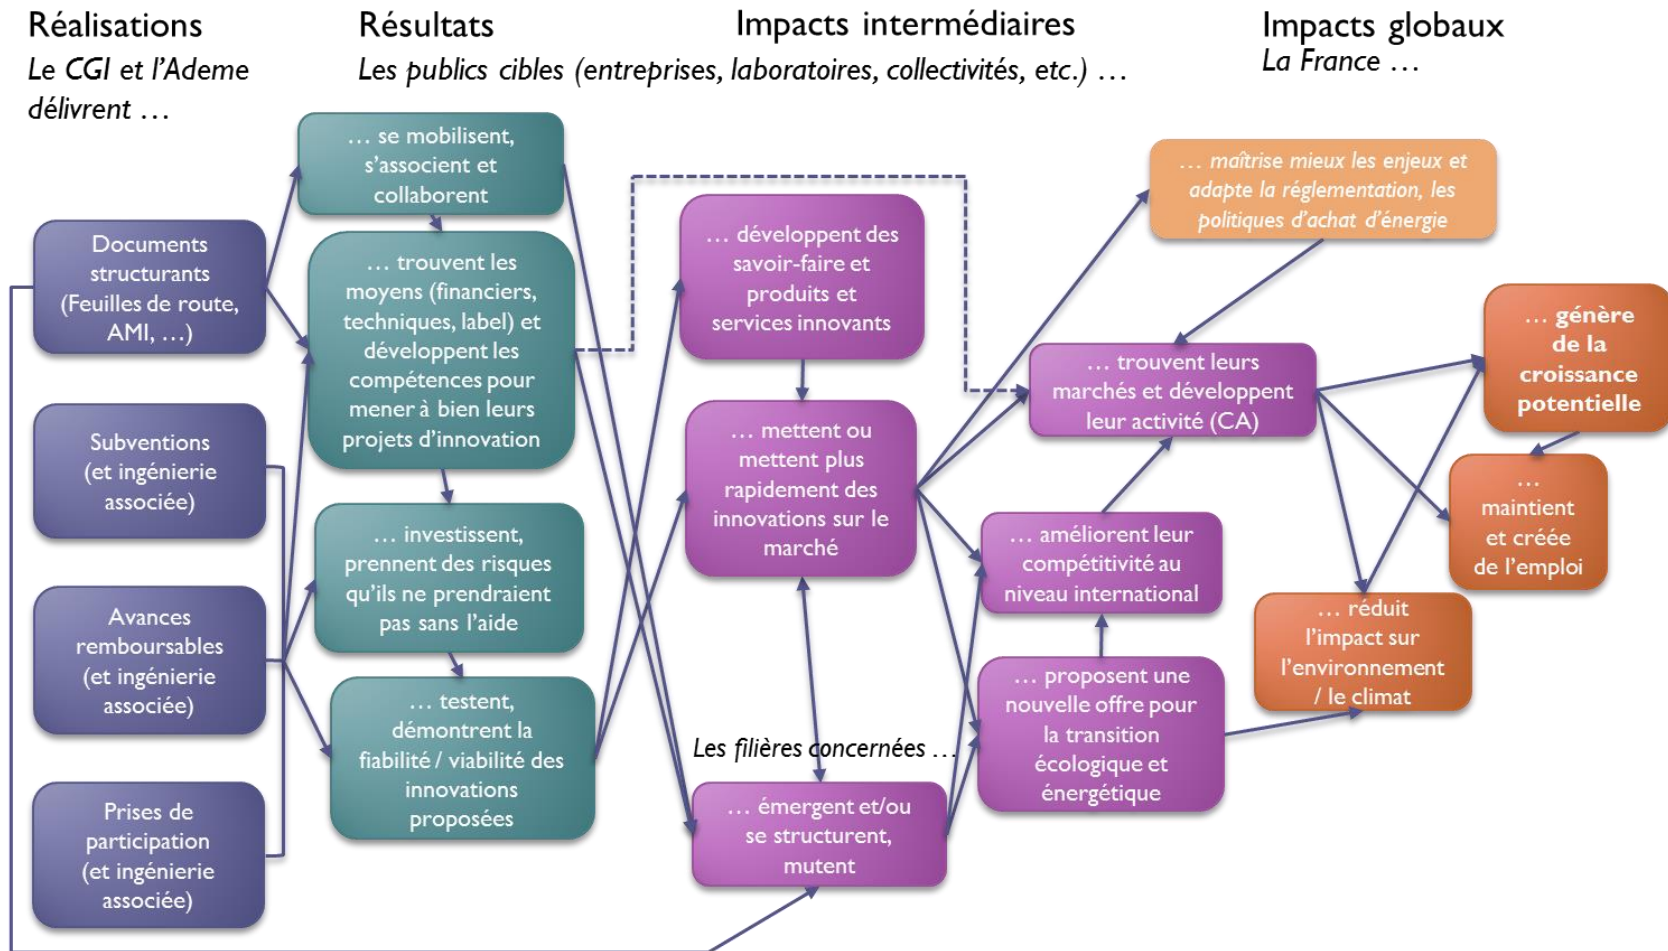 Réalisations
Le CGI et l'Ademe
délivrent …
Résultats
Les publics cibles (entreprises, laboratoires, collectivités, etc.) …
Impacts intermédiaires
Impacts globaux
La France …
Documents
structurants
(Feuilles de route,
AMI, …)
Subventions
(et ingénierie
associée)
Avances
remboursables
(et ingénierie
associée)
Prises de
participation
(et ingénierie
associée)
… se mobilisent,
s'associent et
collaborent
… trouvent les
moyens (financiers,
techniques, label) et
développent les
compétences pour
mener à bien leurs
projets d'innovation
… investissent,
prennent des risques
qu'ils ne prendraient
pas sans l'aide
… testent,
démontrent la
fiabilité / viabilité des
innovations
proposées
… développent des
savoir-faire et
produits et
services innovants
… mettent ou
mettent plus
rapidement des
innovations sur le
marché
Les filières concernées …
… émergent et/ou
se structurent,
mutent
… trouvent leurs
marchés et développent
leur activité (CA)
… améliorent leur
compétitivité au
niveau international
… proposent une
nouvelle offre pour
la transition
écologique et
énergétique
… maîtrise mieux les enjeux et
adapte la réglementation, les
politiques d'achat d'énergie
… génère
de la
croissance
potentielle
…
maintient
et créée
de l'emploi
… réduit
l'impact sur
l'environnement
/ le climat